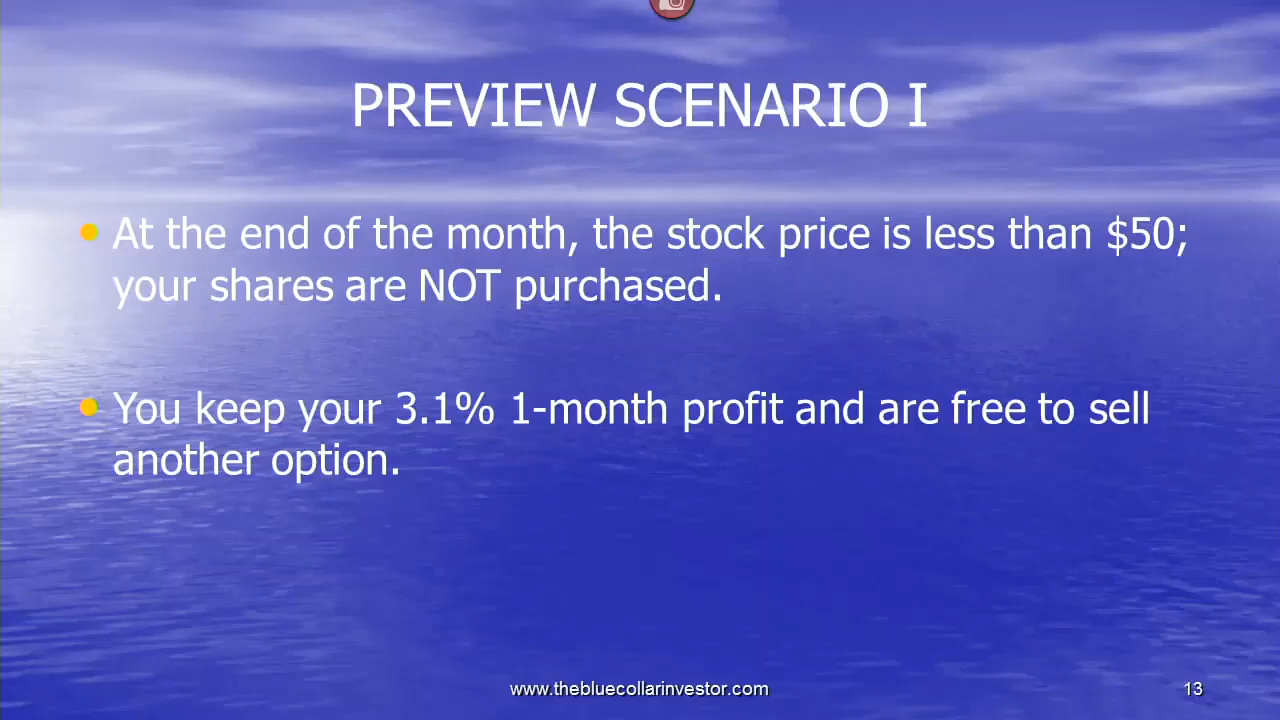 PREVIEW SCENARIO I
At the end of the month, the stock price is less than $50;
your shares are NOT purchased.
You keep your 3.1% 1-month profit and are free to sell
another option.
www.thebluecollarinvestor.com
13